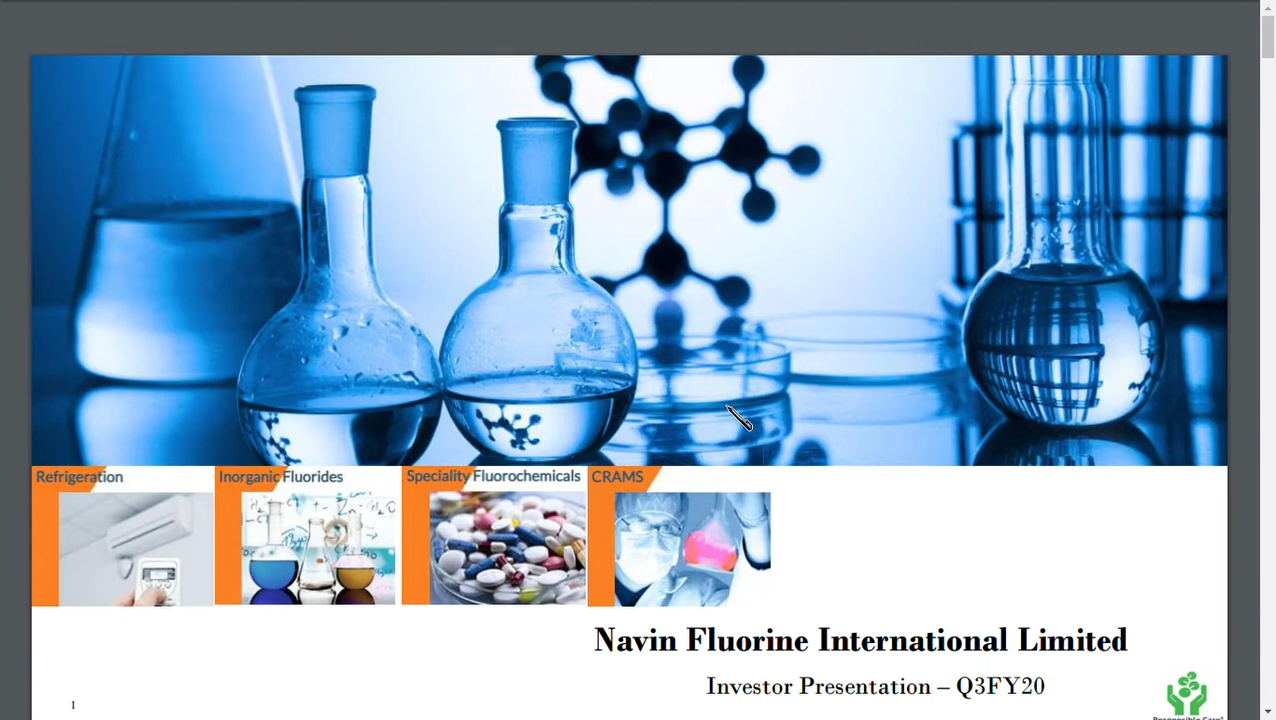 Refrigeration
Inorganic Fluorides
Speciality Fluorochemicals
CRAMS
Navin Fluorine International Limited
Investor Presentation – Q3FY20
1